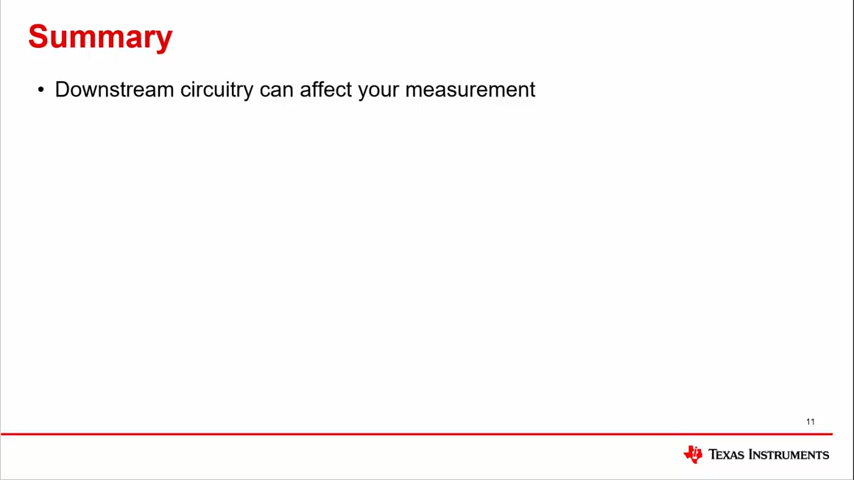 Summary
• Downstream circuitry can affect your measurement
11
TEXAS INSTRUMENTS